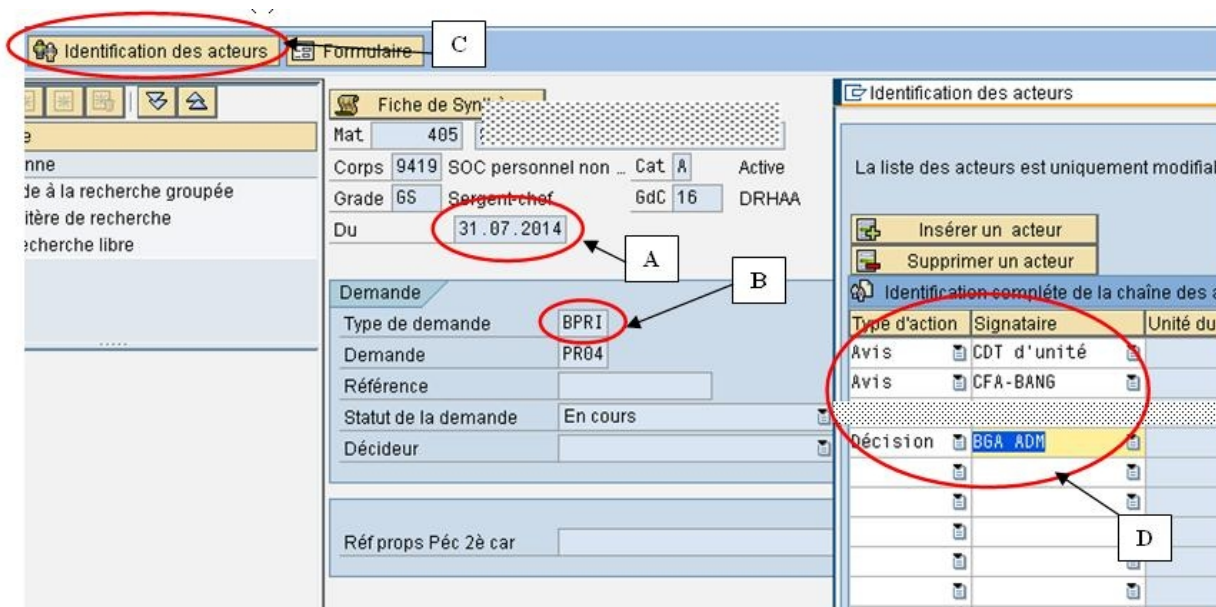 Identification des acteurs
Formulaire
C
Fiche de
Mat 405
nne
Corps 9419 SOC personnel non .. Cat A Active
de à la recherche groupée
Grade GS Sergent-chef GdC 16 DRHAA
itère de recherche
echerche libre
Du 31.07.2014
A
B
Demande
Type de demande BPRI
Demande PR04
Référence
Statut de la demande En cours
Décideur
Réf props Péc 2è car
Identification des acteurs
La liste des acteurs est uniquement
Insérer un acteur
Supprimer un acteur
Identification compléte de la chaîne des
Type d'action Signataire Unité du
Avis CDT d'unité
Avis CFA-BANG
Décision BGA ADM
D